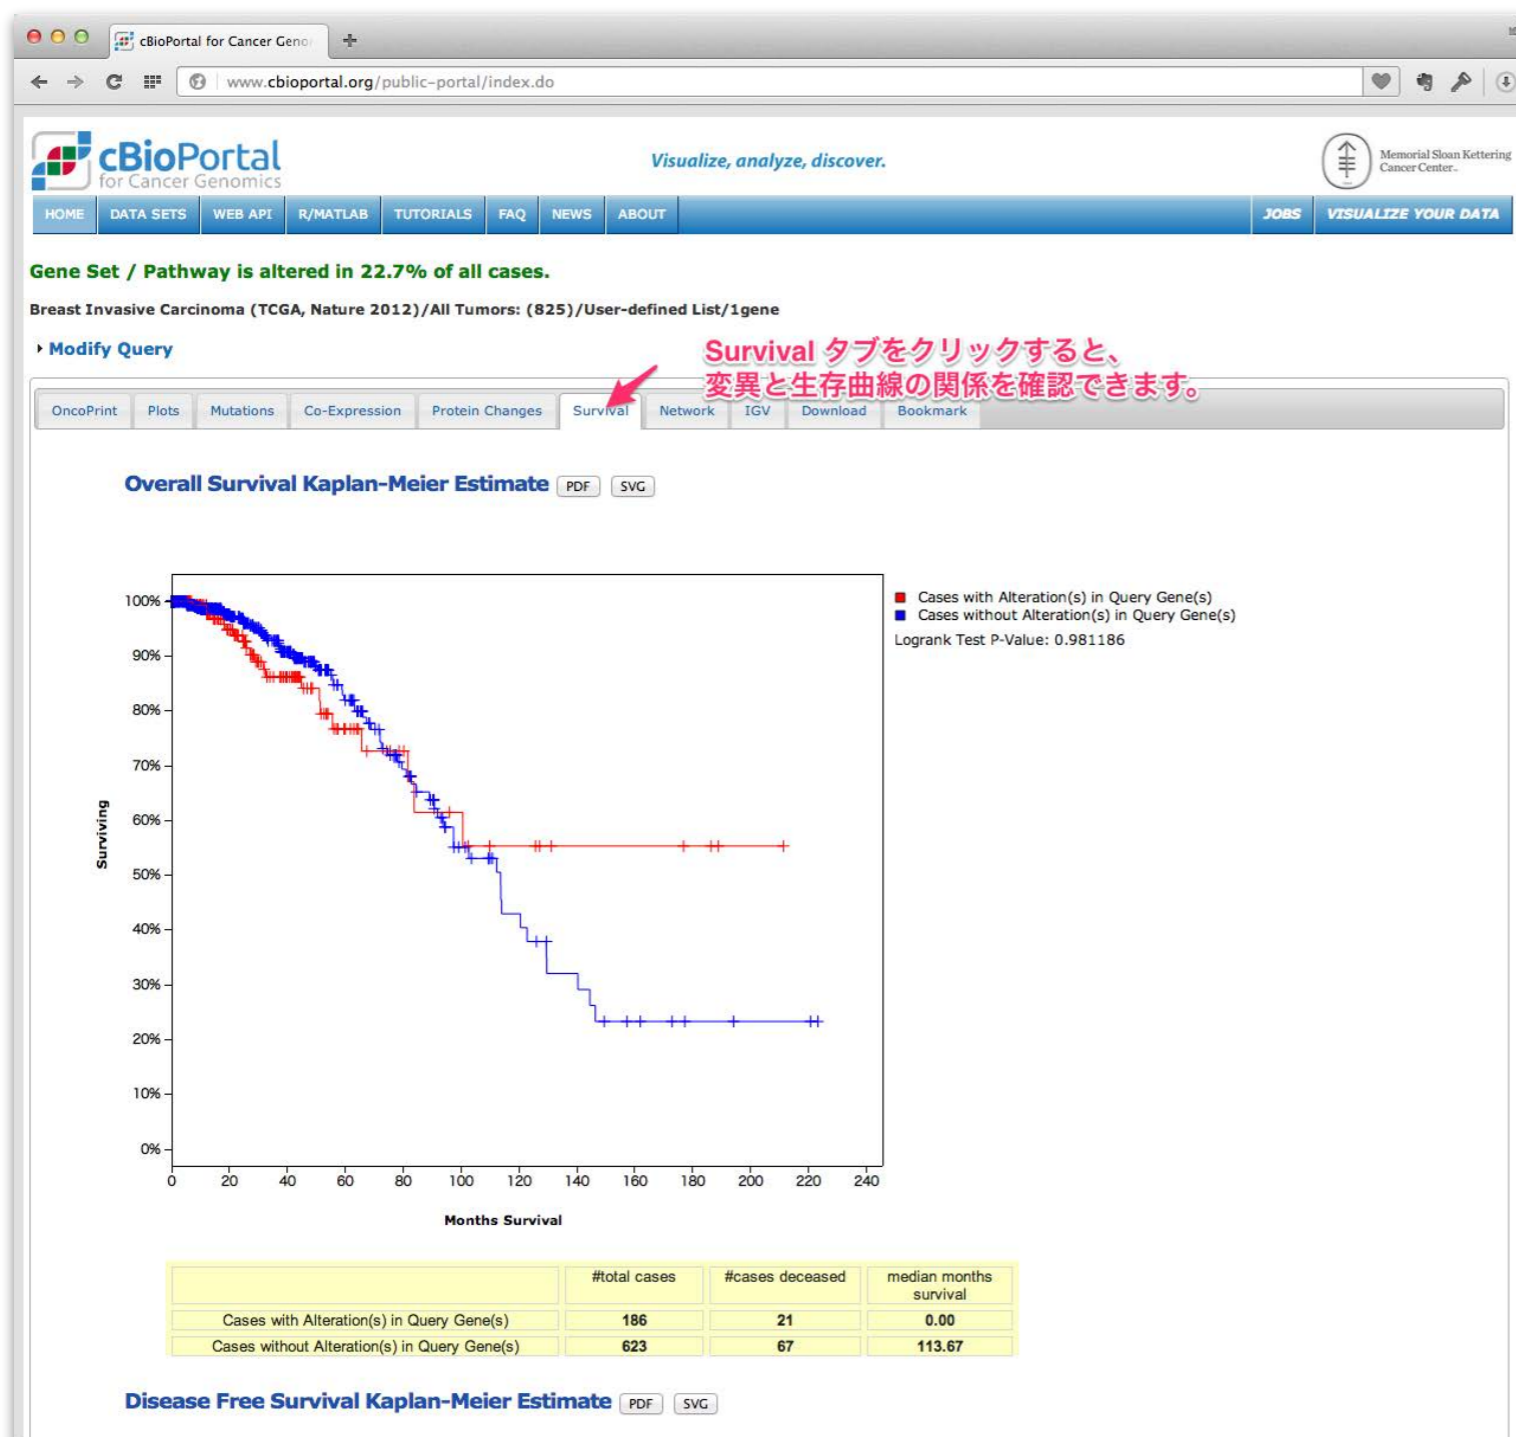 cBioPortal for Cancer Geno
www.cbioportal.org/public-portal/index.do
cBioPortal
for Cancer Genomics
Visualize, analyze, discover.
Memorial Sloan Kettering
Cancer Center
HOME DATA SETS WEB API R/MATLAB TUTORIALS FAQ NEWS ABOUT JOBS VISUALIZE YOUR DATA
Gene Set / Pathway is altered in 22.7% of all cases.
Breast Invasive Carcinoma (TCGA, Nature 2012)/All Tumors: (825)/User-defined List/1gene
Modify Query
Survival タブをクリックすると、
変異と生存曲線の関係を確認できます。
OncoPrint Plots Mutations Co-Expression Protein Changes Survival Network IGV Download Bookmark
Overall Survival Kaplan-Meier Estimate PDF SVG
Cases with Alteration(s) in Query Gene(s)
Cases without Alteration(s) in Query Gene(s)
Logrank Test P-Value: 0.981186
100%
90%
80%
70%
60%
50%
40%
30%
20%
10%
0%
Surviving
0 20 40 60 80 100 120 140 160 180 200 220 240
Months Survival
#total cases #cases deceased median months
survival
Cases with Alteration(s) in Query Gene(s) 186 21 0.00
Cases without Alteration(s) in Query Gene(s) 623 67 113.67
Disease Free Survival Kaplan-Meier Estimate PDF SVG